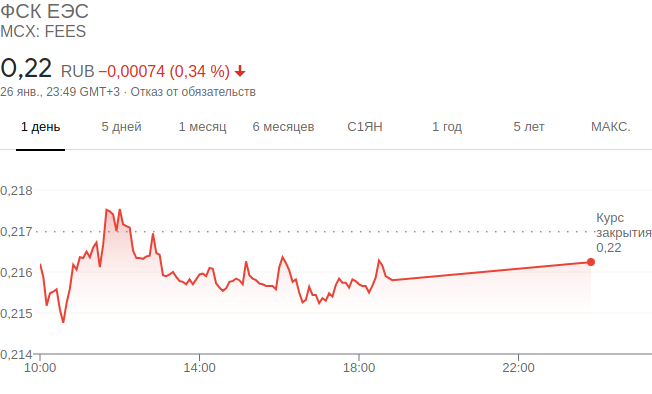 ФСК ЕЭС
MCX: FEES
0,22 RUB −0,00074 (0,34 %)
26 янв., 23:49 GMT+3 · Отказ от обязательств
1 день 5 дней 1 месяц 6 месяцев С1ЯН 1 год 5 лет МАКС.
0,218
Курс
0,217 закрытия
0,22
0,216
0,215
0,214
10:00 14:00 18:00 22:00